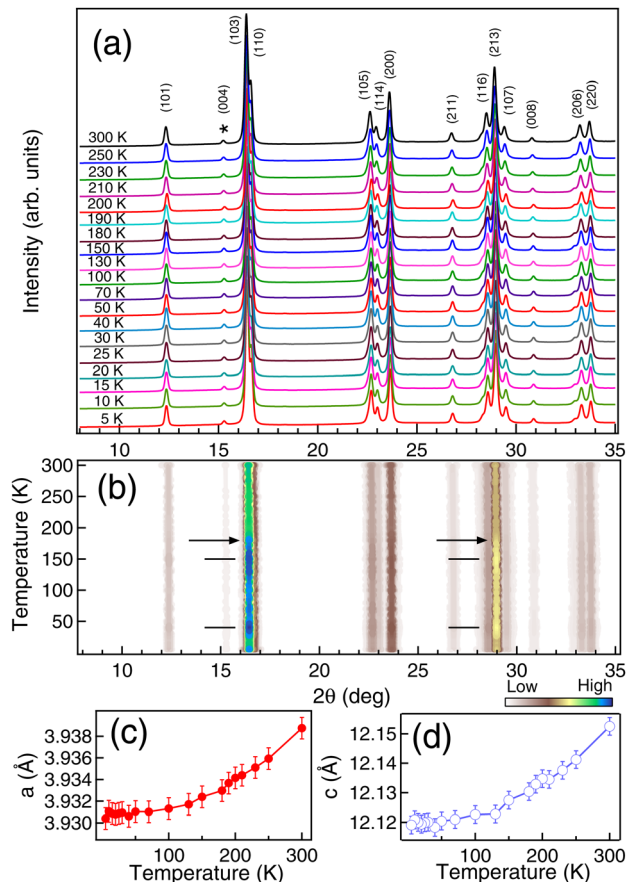 (a)
(101)
(004)
*
(103)
(110)
(105)
(114)
(200)
(211)
(116)
(213)
(107)
(008)
(206)
(220)
Intensity (arb. units)
300 K
250 K
230 K
210 K
200 K
190 K
180 K
150 K
130 K
100 K
70 K
50 K
40 K
30 K
25 K
20 K
15 K
10 K
5 K
10 15 20 25 30 35
(b)
Temperature (K)
300
250
200
150
100
50
10 15 20 25 30 35
2θ (deg)
Low High
(c)
a (Å)
3.938
3.936
3.934
3.932
3.930
0 100 200 300
Temperature (K)
(d)
c (Å)
12.15
12.14
12.13
12.12
0 100 200 300
Temperature (K)